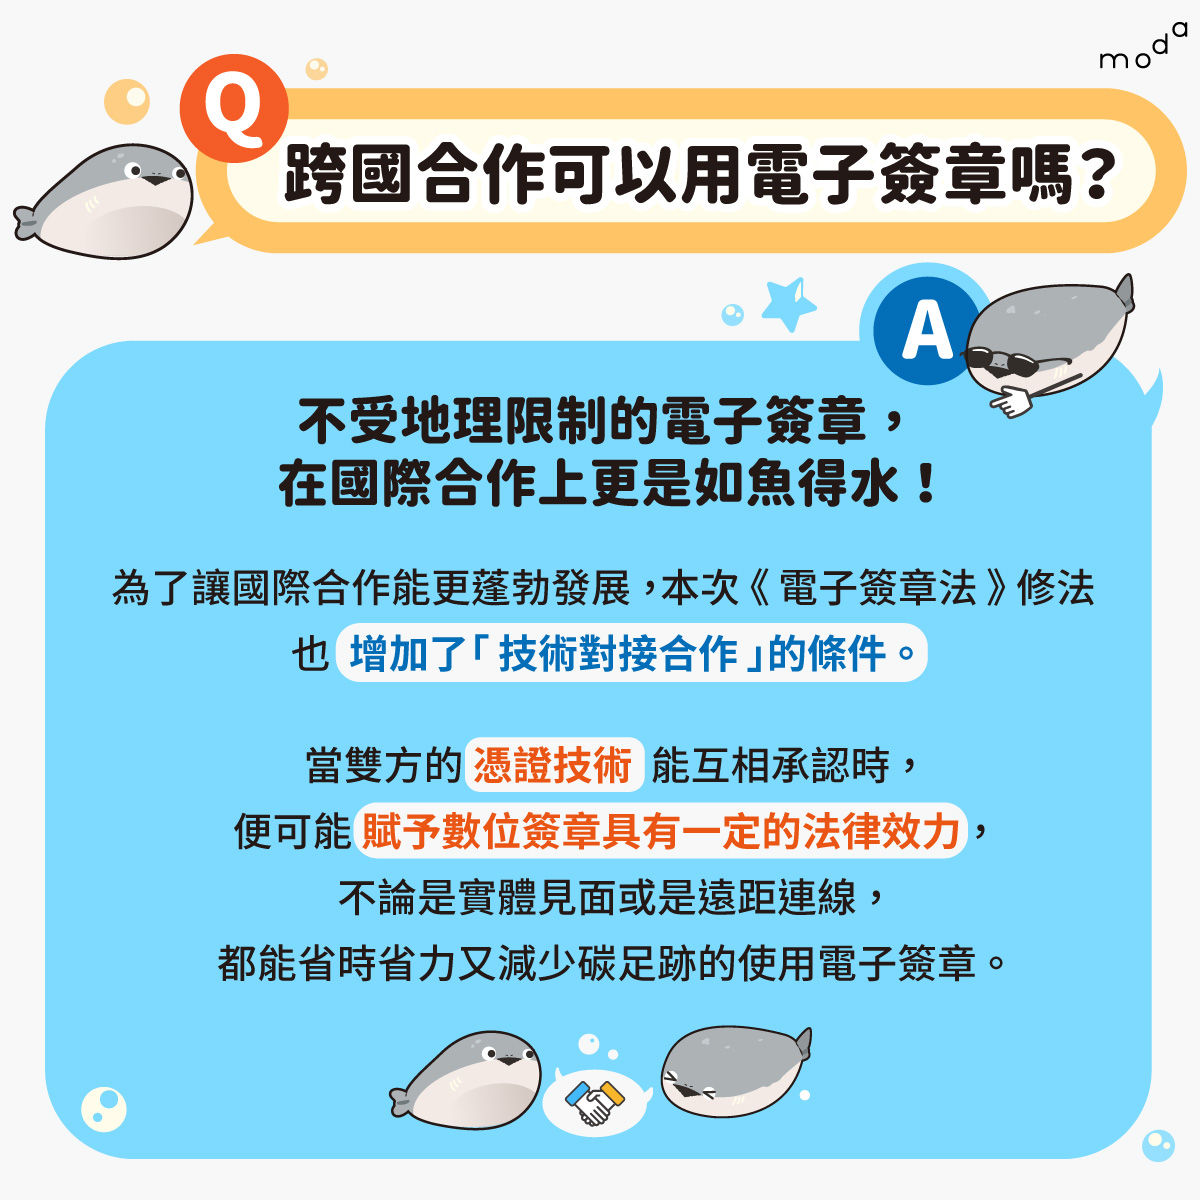 moda
Q
跨國合作可以用電子簽章嗎？
A
不受地理限制的電子簽章，
在國際合作上更是如魚得水！
為了讓國際合作能更蓬勃發展，本次《電子簽章法》修法
也 增加了「技術對接合作」的條件。
當雙方的 憑證技術 能互相承認時，
便可能 賦予數位簽章具有一定的法律效力，
不論是實體見面或是遠距連線，
都能省時省力又減少碳足跡的使用電子簽章。